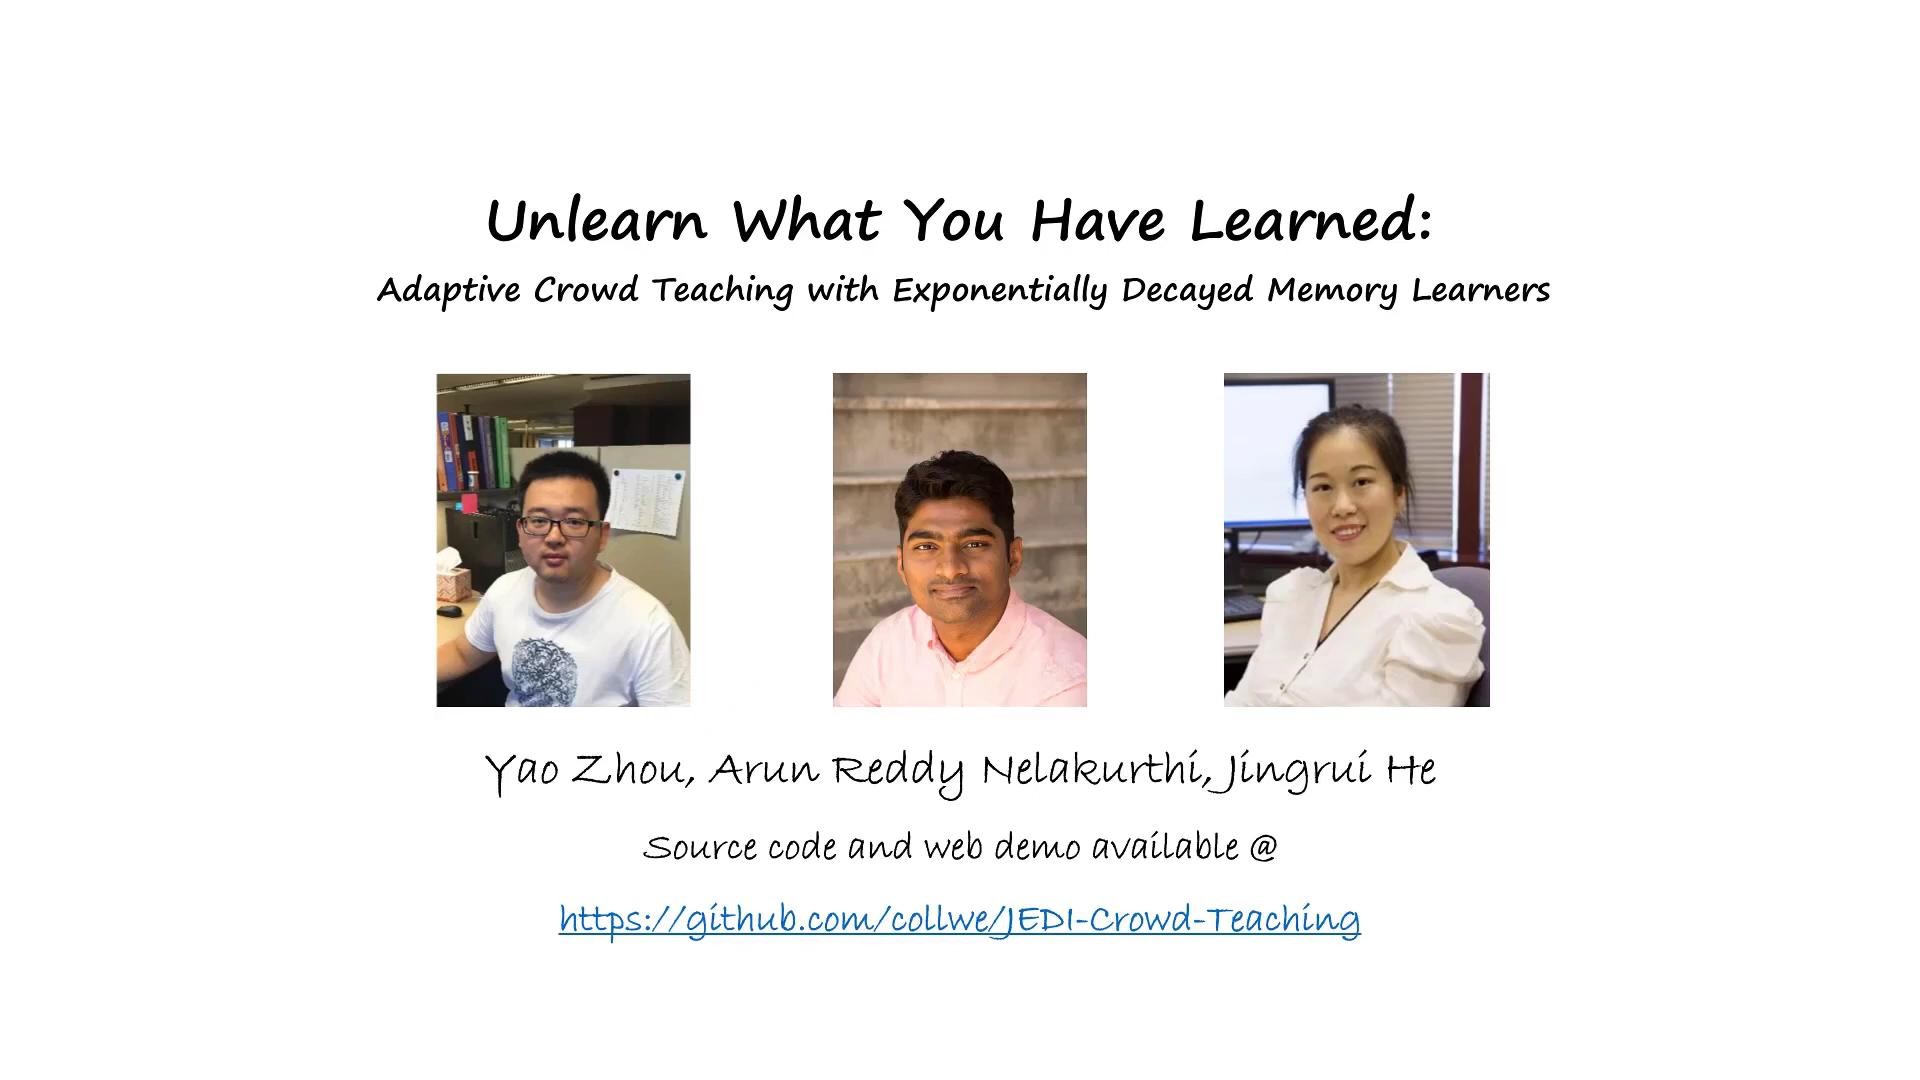 Unlearn What You Have Learned:
Adaptive Crowd Teaching with Exponentially Decayed Memory Learners
Yao Zhou, Arun Reddy Nelakurthi, Jingrui He
Source code and web demo available @
https://github.com/collwe/JEDI-Crowd-Teaching